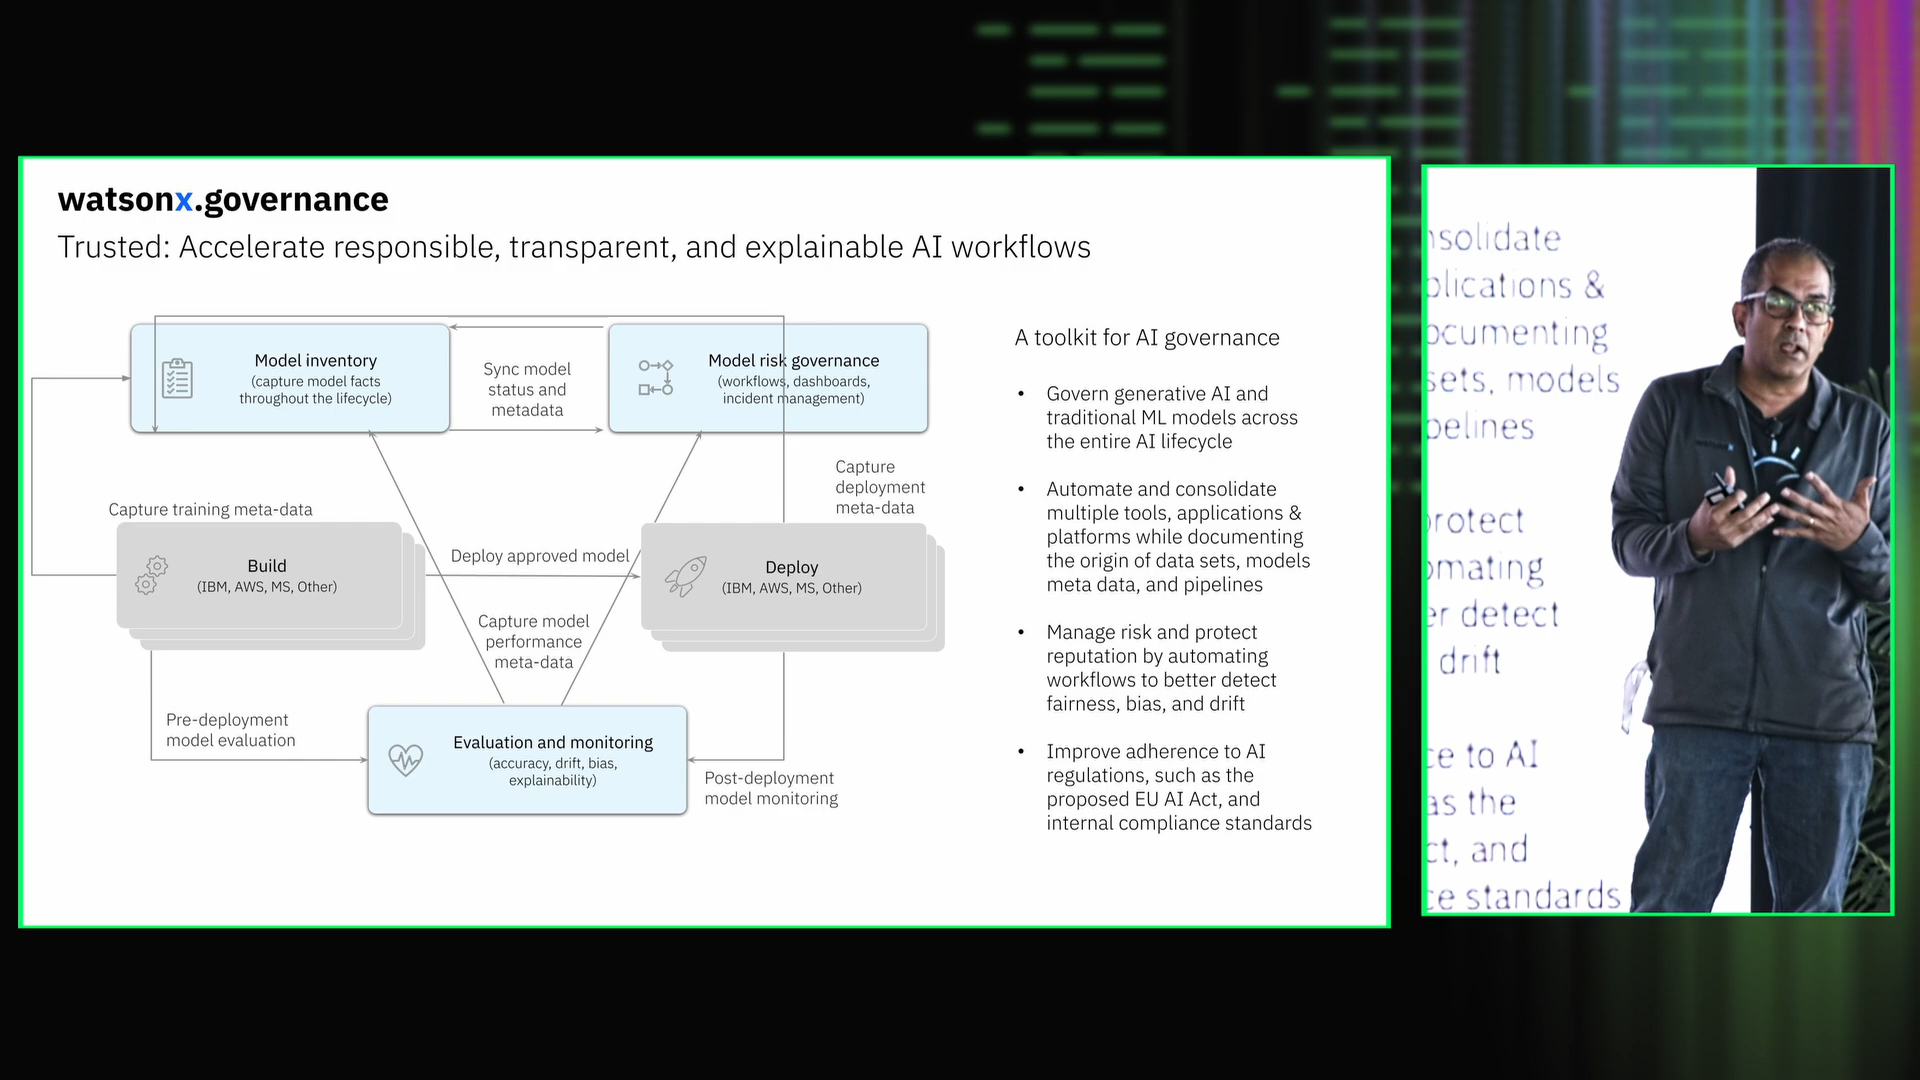 watsonx.governance
Trusted: Accelerate responsible, transparent, and explainable AI workflows
Model inventory
(capture model facts
throughout the lifecycle)
Sync model
status and
metadata
Model risk governance
(workflows, dashboards,
incident management)
Capture
deployment
meta-data
Capture training meta-data
Build
(IBM, AWS, MS, Other)
Deploy approved model
Deploy
(IBM, AWS, MS, Other)
Capture model
performance
meta-data
Pre-deployment
model evaluation
Evaluation and monitoring
(accuracy, drift, bias,
explainability)
Post-deployment
model monitoring
A toolkit for AI governance
• Govern generative AI and
traditional ML models across
the entire AI lifecycle
• Automate and consolidate
multiple tools, applications &
platforms while documenting
the origin of data sets, models
meta data, and pipelines
• Manage risk and protect
reputation by automating
workflows to better detect
fairness, bias, and drift
• Improve adherence to AI
regulations, such as the
proposed EU AI Act, and
internal compliance standards
nsolidate
plications &
ocumenting
sets, models
pelines
rotect
omating
er detect
drift
ce to AI
as the
ct, and
ce standards